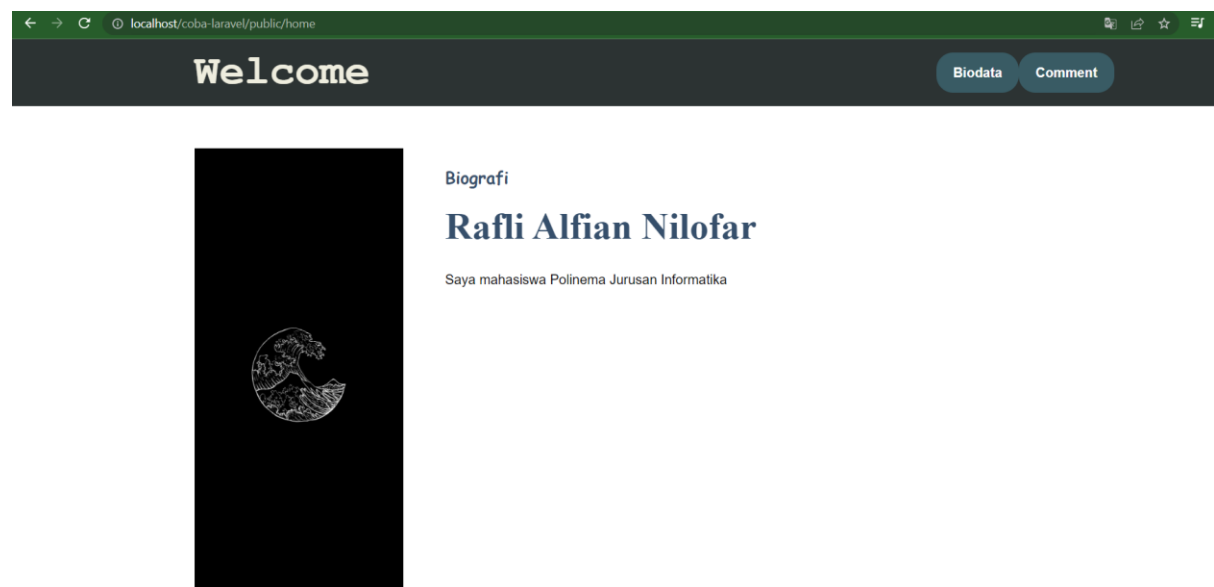 localhost/coba-laravel/public/home
Welcome
Biodata
Comment
Biografi
Rafli Alfian Nilofar
Saya mahasiswa Polinema Jurusan Informatika